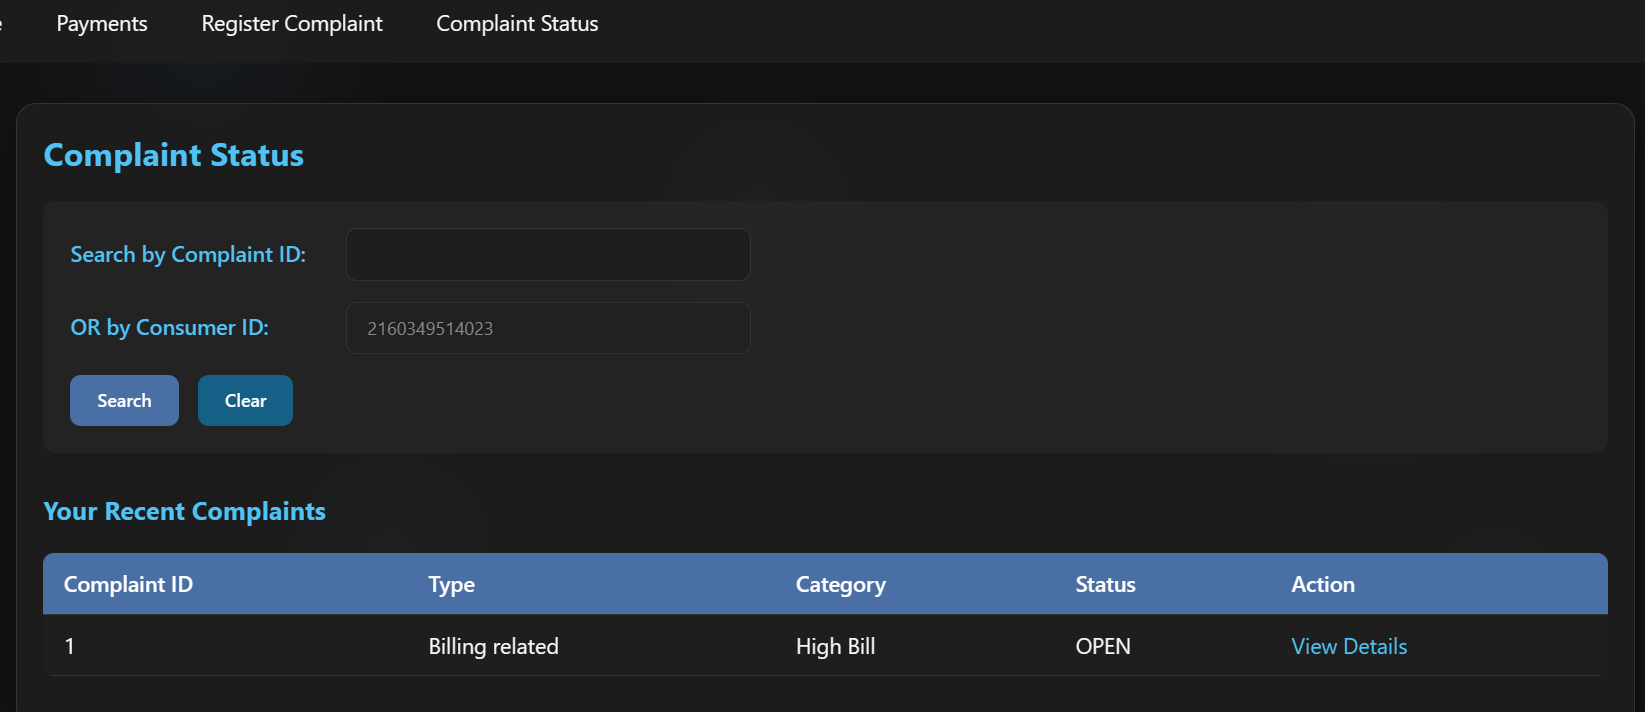 e Payments Register Complaint Complaint Status
Complaint Status
Search by Complaint ID:
OR by Consumer ID: 2160349514023
Search Clear
Your Recent Complaints
Complaint ID Type Category Status Action
1 Billing related High Bill OPEN View Details